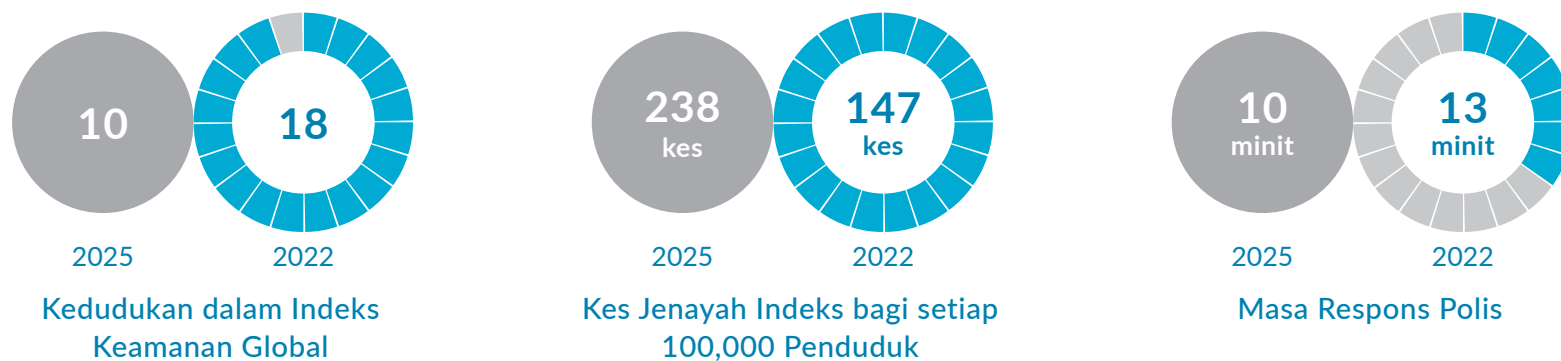 10
18
2025
2022
Kedudukan dalam Indeks
Keamanan Global
238
kes
147
kes
2025
2022
Kes Jenayah Indeks bagi setiap
100,000 Penduduk
10
minit
13
minit
2025
2022
Masa Respons Polis